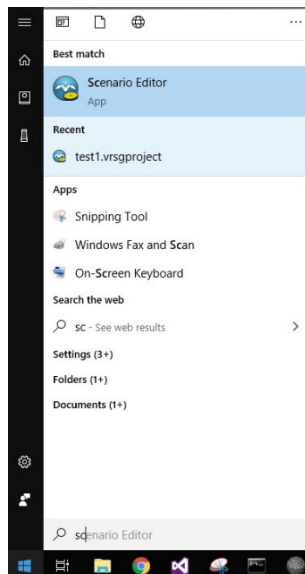 Best match
Scenario Editor
App
Recent
test1.vrsgproject
Apps
Snipping Tool
Windows Fax and Scan
On-Screen Keyboard
Search the web
sc - See web results
Settings (3+)
Folders (1+)
Documents (1+)
scenario Editor